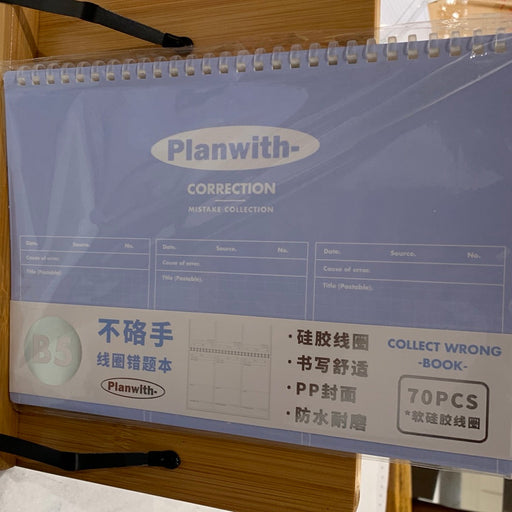 Planwith-
CORRECTION
MISTAKE COLLECTION
Date. Source. No.
Cause of error.
Title (Pastable).
Date. Source. No.
Cause of error.
Title (Pastable).
Date. Source. No.
Cause of error.
Title (Pastable).
B5
不硌手
线圈错题本
Planwith-
·硅胶线圈
·书写舒适
·PP封面
·防水耐磨
COLLECT WRONG
-BOOK-
70PCS
*软硅胶线圈